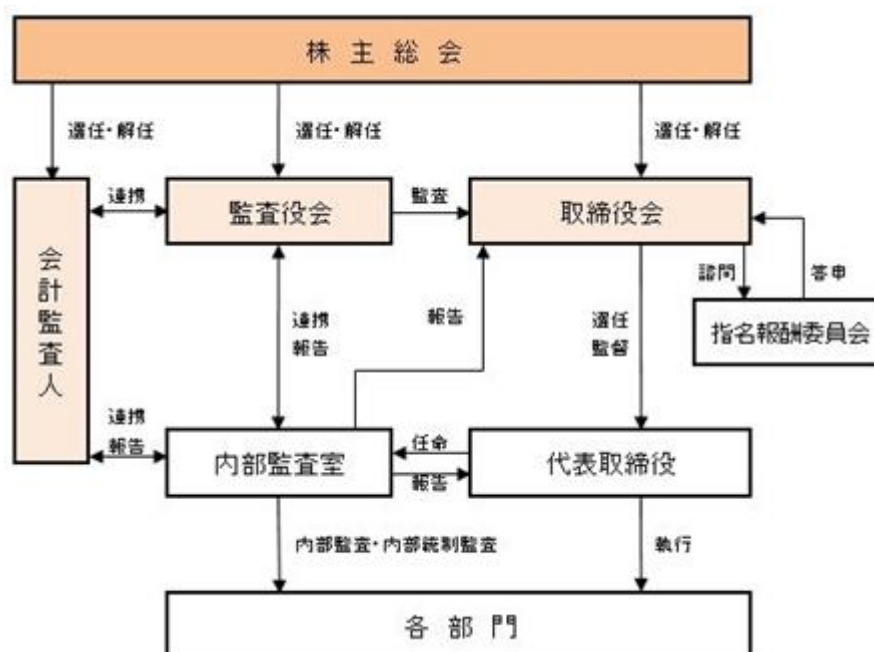 株主総会
選任・解任
選任・解任
選任・解任
連携
監査役会
監査
取締役会
会計監査人
諮問
答申
連携
報告
報告
選任
監督
指名報酬委員会
連携
報告
内部監査室
任命
報告
代表取締役
内部監査・内部統制監査
執行
各部門